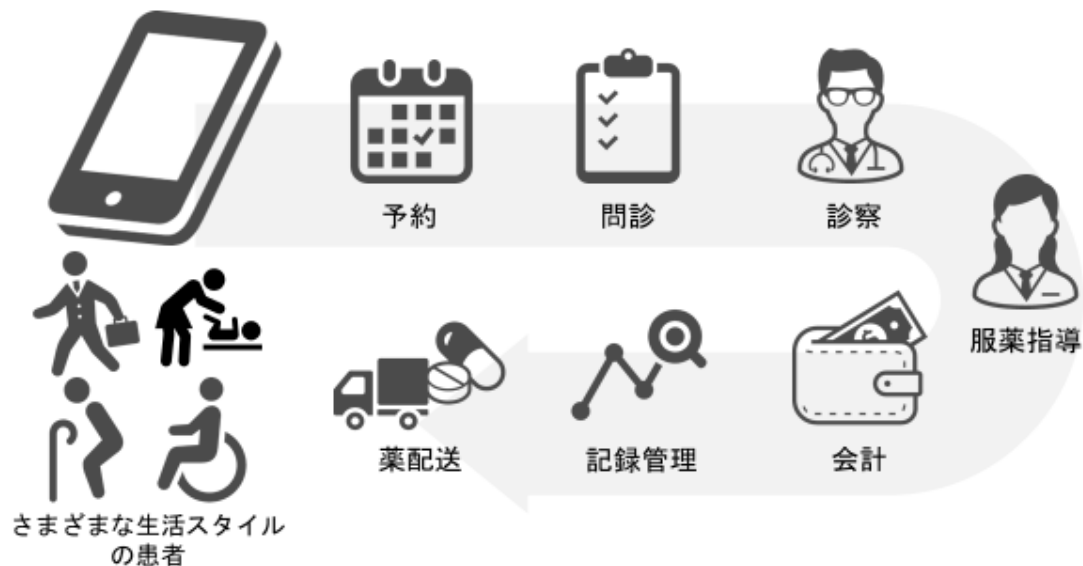 予約
問診
診察
服薬指導
会計
記録管理
薬配送
さまざまな生活スタイル
の患者